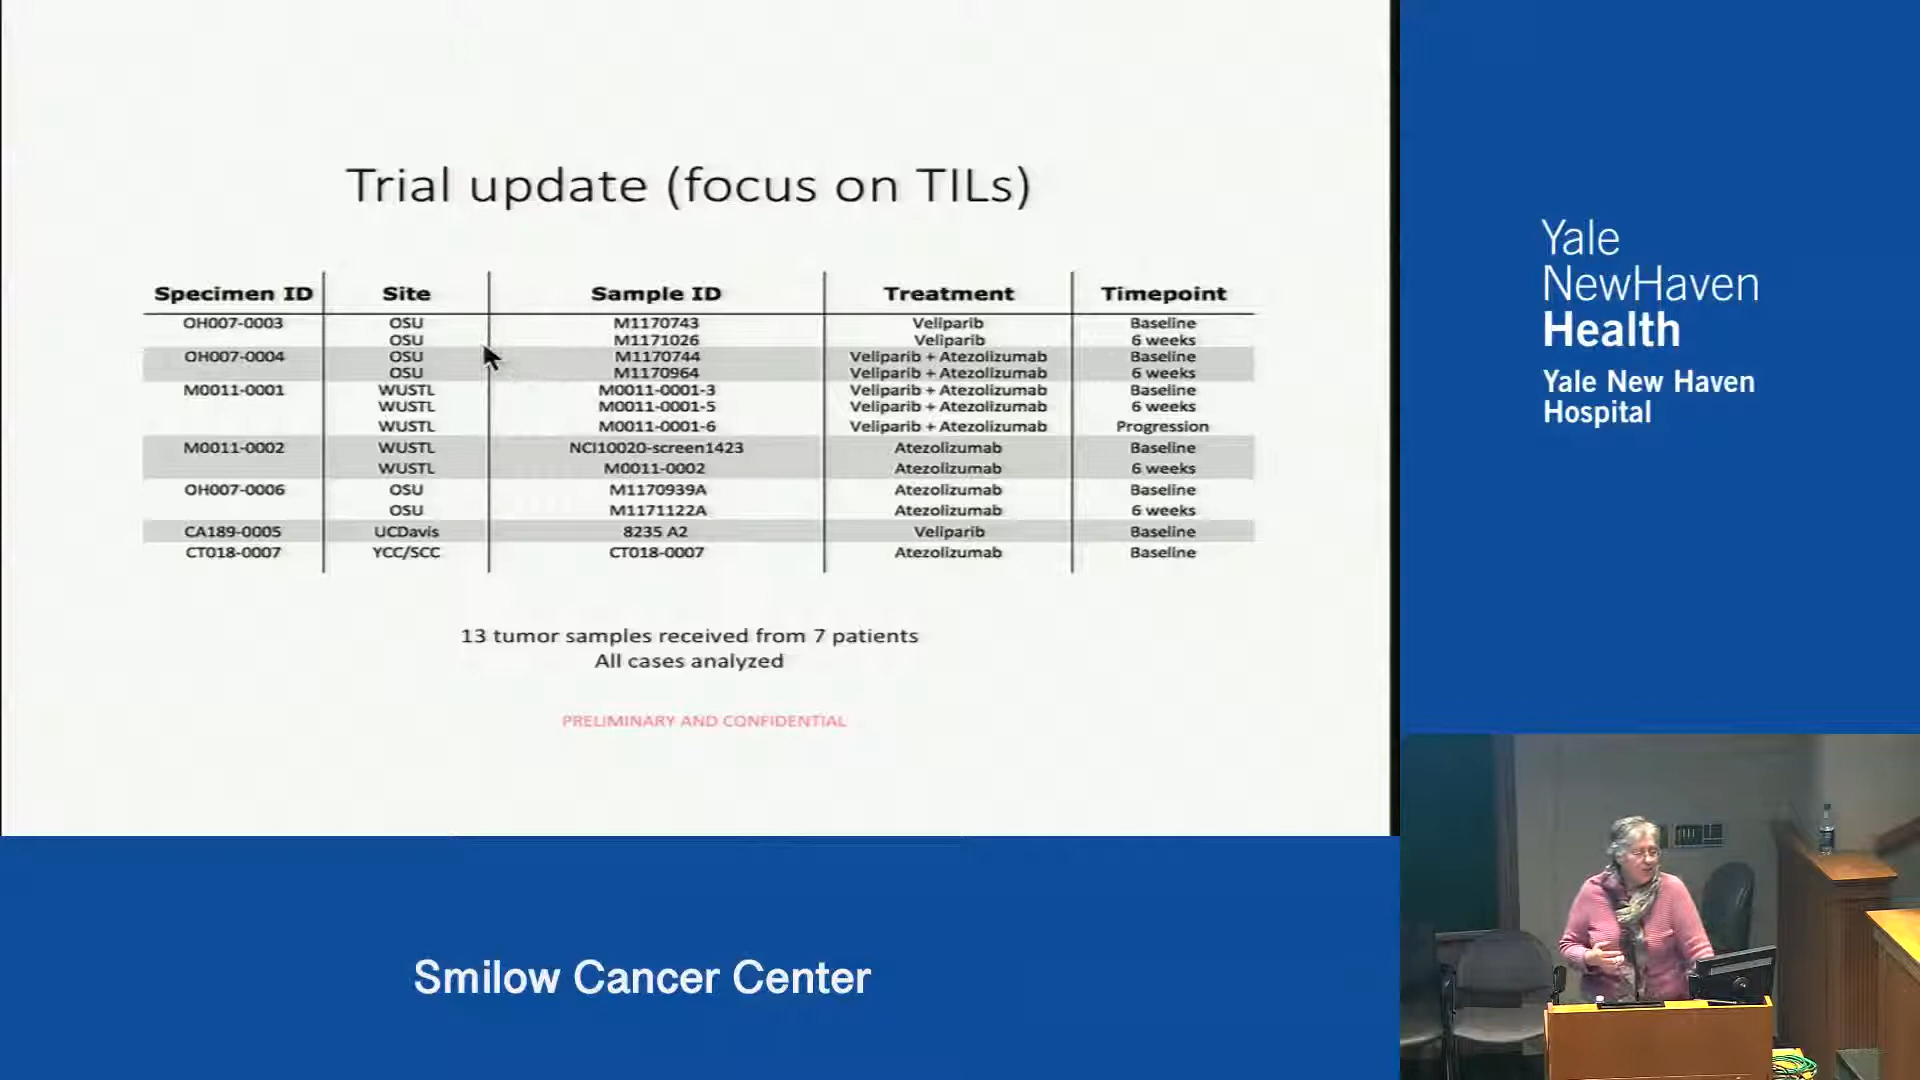 Trial update (focus on TILs)
Specimen ID Site Sample ID Treatment Timepoint
OH007-0003 OSU M1170743 Veliparib Baseline
OSU M1171026 Veliparib 6 weeks
OH007-0004 OSU M1170744 Veliparib + Atezolizumab Baseline
OSU M1170964 Veliparib + Atezolizumab 6 weeks
M0011-0001 WUSTL M0011-0001-3 Veliparib + Atezolizumab Baseline
WUSTL M0011-0001-5 Veliparib + Atezolizumab 6 weeks
WUSTL M0011-0001-6 Veliparib + Atezolizumab Progression
M0011-0002 WUSTL NCI10020-screen1423 Atezolizumab Baseline
WUSTL M0011-0002 Atezolizumab 6 weeks
OH007-0006 OSU M1170939A Atezolizumab Baseline
OSU M1171122A Atezolizumab 6 weeks
CA189-0005 UCDavis 8235 A2 Veliparib Baseline
CT018-0007 YCC/SCC CT018-0007 Atezolizumab Baseline
13 tumor samples received from 7 patients
All cases analyzed
PRELIMINARY AND CONFIDENTIAL
Yale
NewHaven
Health
Yale New Haven
Hospital
Smilow Cancer Center